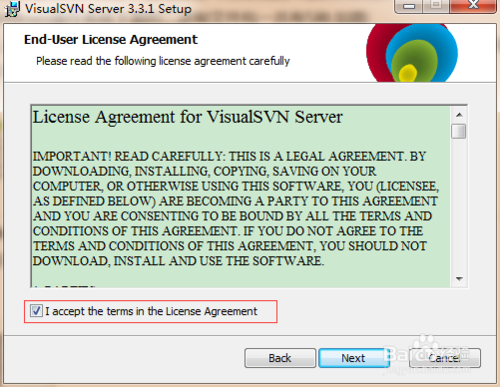 VisualSVN Server 3.3.1 Setup
End-User License Agreement
Please read the following license agreement carefully
License Agreement for VisualSVN Server
IMPORTANT! READ CAREFULLY: THIS IS A LEGAL AGREEMENT. BY
DOWNLOADING, INSTALLING, COPYING, SAVING ON YOUR
COMPUTER, OR OTHERWISE USING THIS SOFTWARE, YOU (LICENSEE,
AS DEFINED BELOW) ARE BECOMING A PARTY TO THIS AGREEMENT
AND YOU ARE CONSENTING TO BE BOUND BY ALL THE TERMS AND
CONDITIONS OF THIS AGREEMENT. IF YOU DO NOT AGREE TO THE
TERMS AND CONDITIONS OF THIS AGREEMENT, YOU SHOULD NOT
DOWNLOAD, INSTALL AND USE THE SOFTWARE.
I accept the terms in the License Agreement
Back Next Cancel